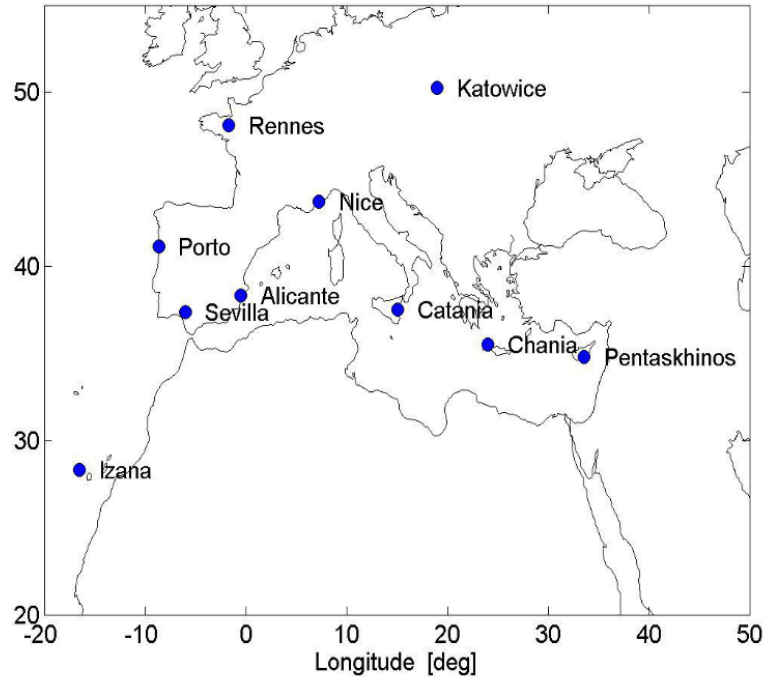 50
Katowice
Rennes
Nice
Porto
40
Alicante
Sevilla
Catania
Chania
Pentaskhinos
30
Izana
20
-20
-10
0
10
20
30
40
50
Longitude [deg]